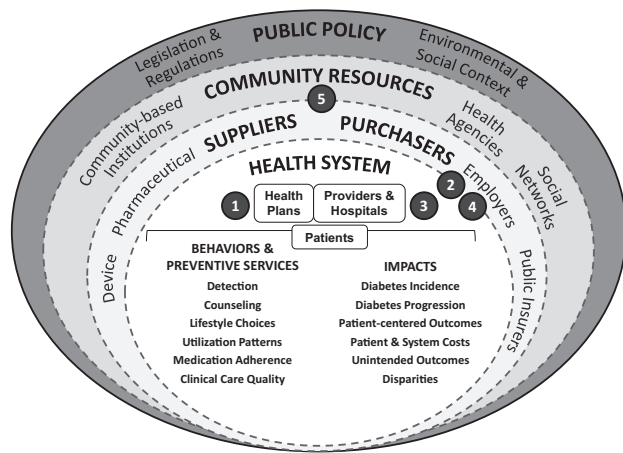 PUBLIC POLICY
Legislation &
Regulations
Environmental &
Social Context
COMMUNITY RESOURCES
Community-based
Institutions
Health
Agencies
Social
Networks
5
SUPPLIERS
PURCHASERS
Pharmaceutical
Device
Employers
Public Insurers
2
4
HEALTH SYSTEM
1
Health
Plans
Providers &
Hospitals
3
Patients
BEHAVIORS &
PREVENTIVE SERVICES
Detection
Counseling
Lifestyle Choices
Utilization Patterns
Medication Adherence
Clinical Care Quality
IMPACTS
Diabetes Incidence
Diabetes Progression
Patient-centered Outcomes
Patient & System Costs
Unintended Outcomes
Disparities